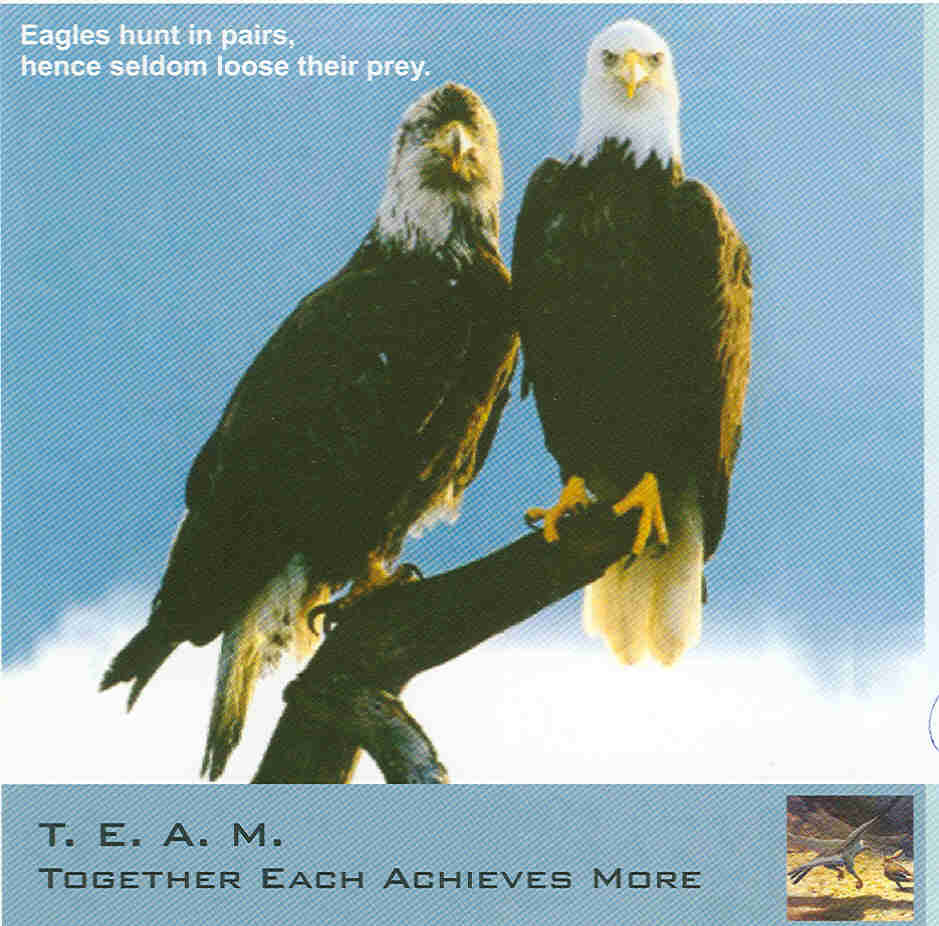 Eagles hunt in pairs,
hence seldom loose their prey.
T. E. A. M.
Together Each Achieves More